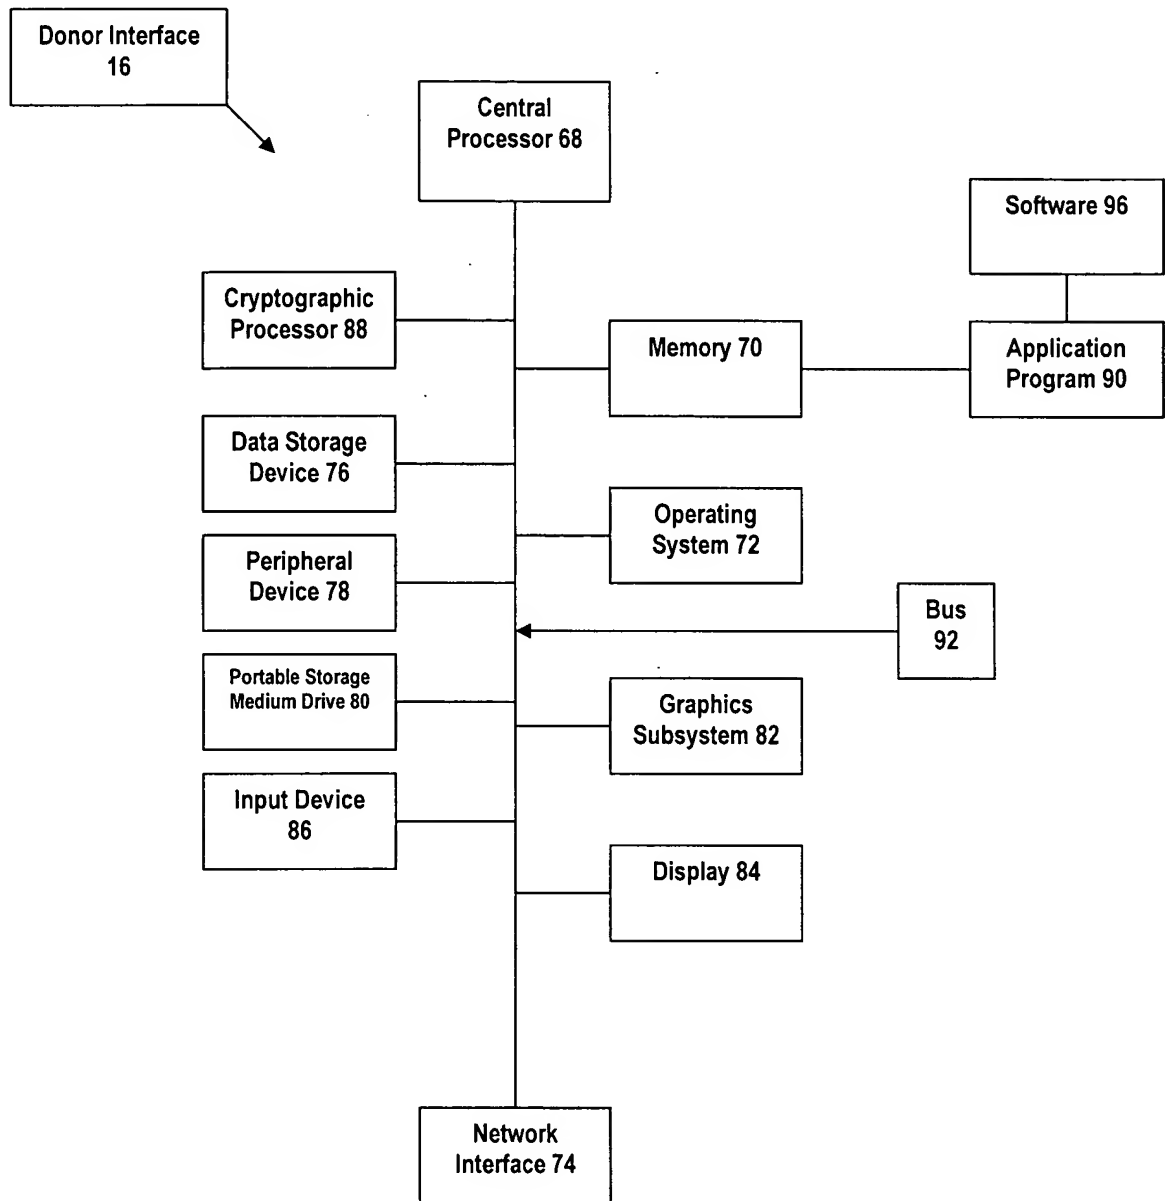 Donor Interface
16
Central
Processor 68
Software 96
Cryptographic
Processor 88
Memory 70
Application
Program 90
Data Storage
Device 76
Operating
System 72
Peripheral
Device 78
Bus
92
Portable Storage
Medium Drive 80
Graphics
Subsystem 82
Input Device
86
Display 84
Network
Interface 74